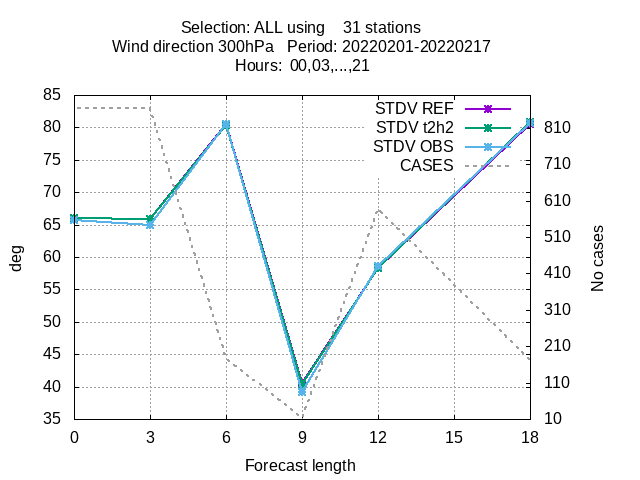 Selection: ALL using    31 stations
Wind direction 300hPa   Period: 20220201-20220217
Hours:  00,03,...,21
STDV REF
STDV t2h2
STDV OBS
CASES
85
80
75
70
65
60
55
50
45
40
35
810
710
610
510
410
310
210
110
10
0 3 6 9 12 15 18
deg
No cases
Forecast length